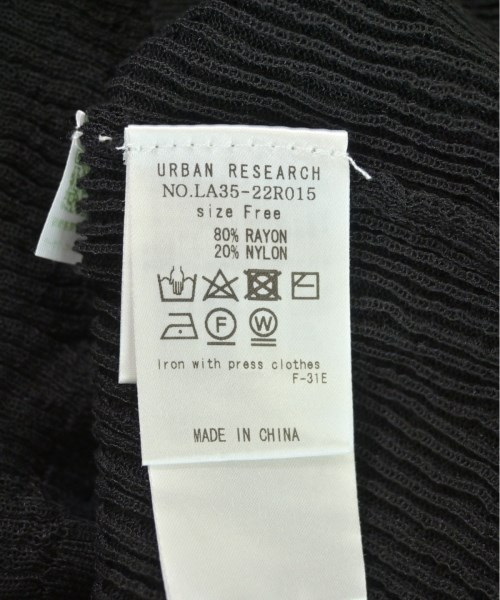 URBAN RESEARCH
NO.LA35-22R015
size Free
80% RAYON
20% NYLON
F W
Iron with press clothes
F-31E
MADE IN CHINA